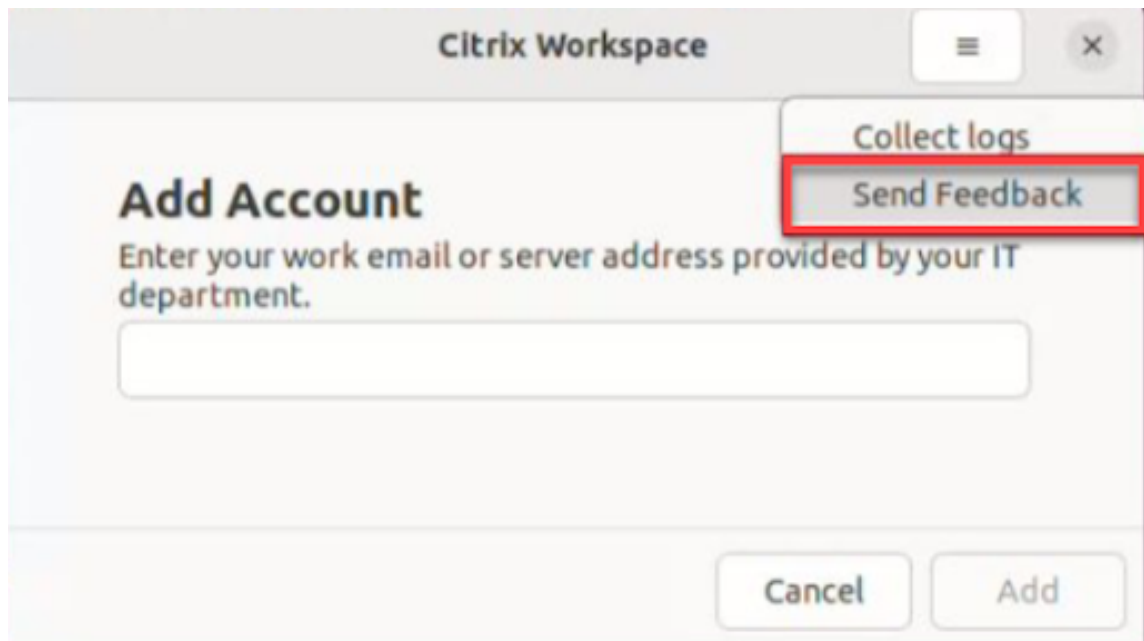 Citrix Workspace
Collect logs
Send Feedback
Add Account
Enter your work email or server address provided by your IT
department.
Cancel
Add